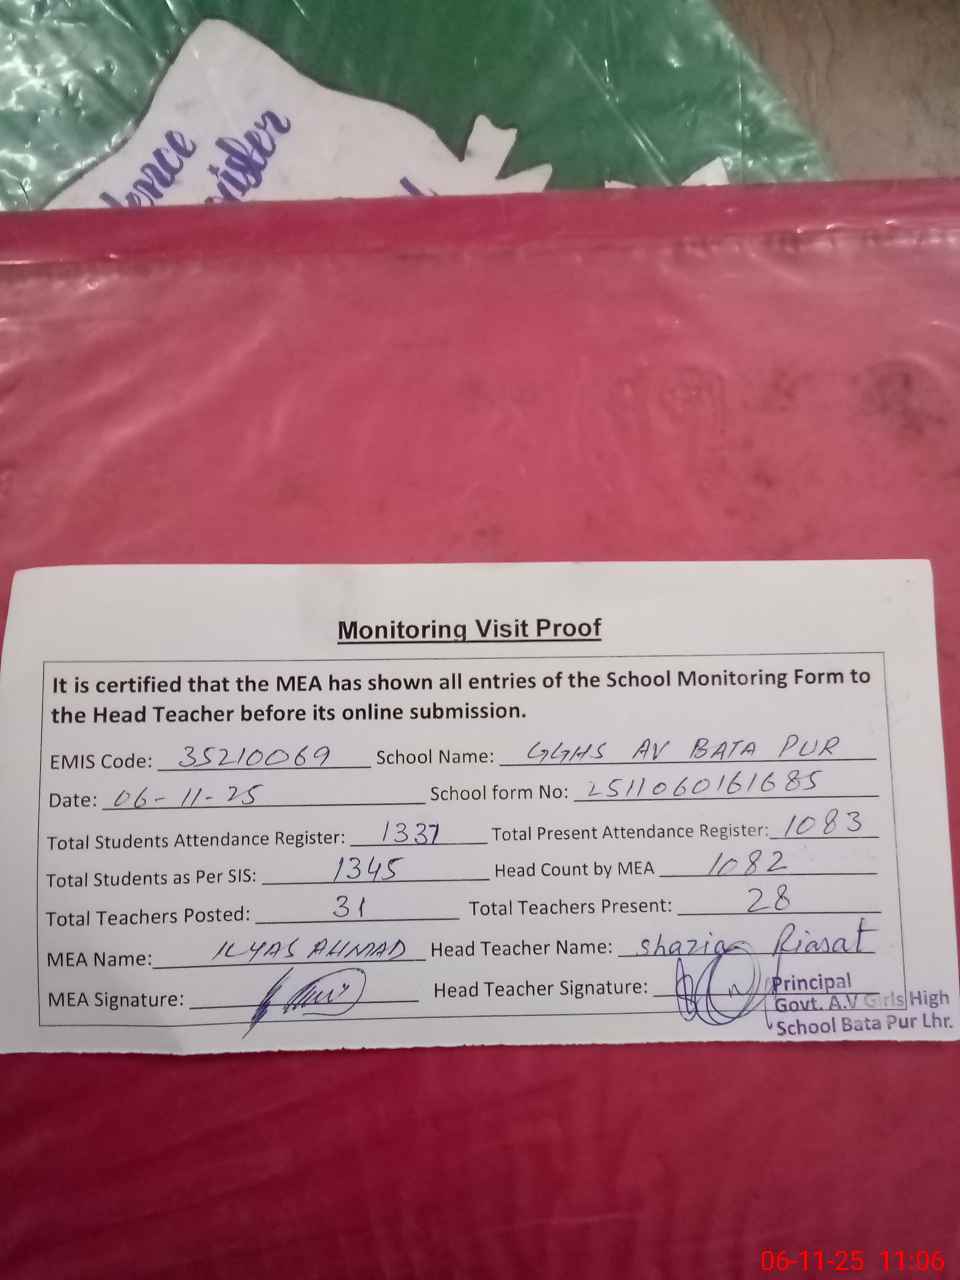 Monitoring Visit Proof
It is certified that the MEA has shown all entries of the School Monitoring Form to
the Head Teacher before its online submission.
EMIS Code: 35210069 School Name: GGHS AV BATA PUR
Date: 06-11-25 School form No: 2511060161685
Total Students Attendance Register: 1337 Total Present Attendance Register: 1083
Total Students as Per SIS: 1345 Head Count by MEA 1082
Total Teachers Posted: 31 Total Teachers Present: 28
MEA Name: ILYAS AHMAD Head Teacher Name: Shazia Riasat
MEA Signature: Head Teacher Signature:
Principal
Govt. A.V Girls High
School Bata Pur Lhr.
06-11-25 11:06